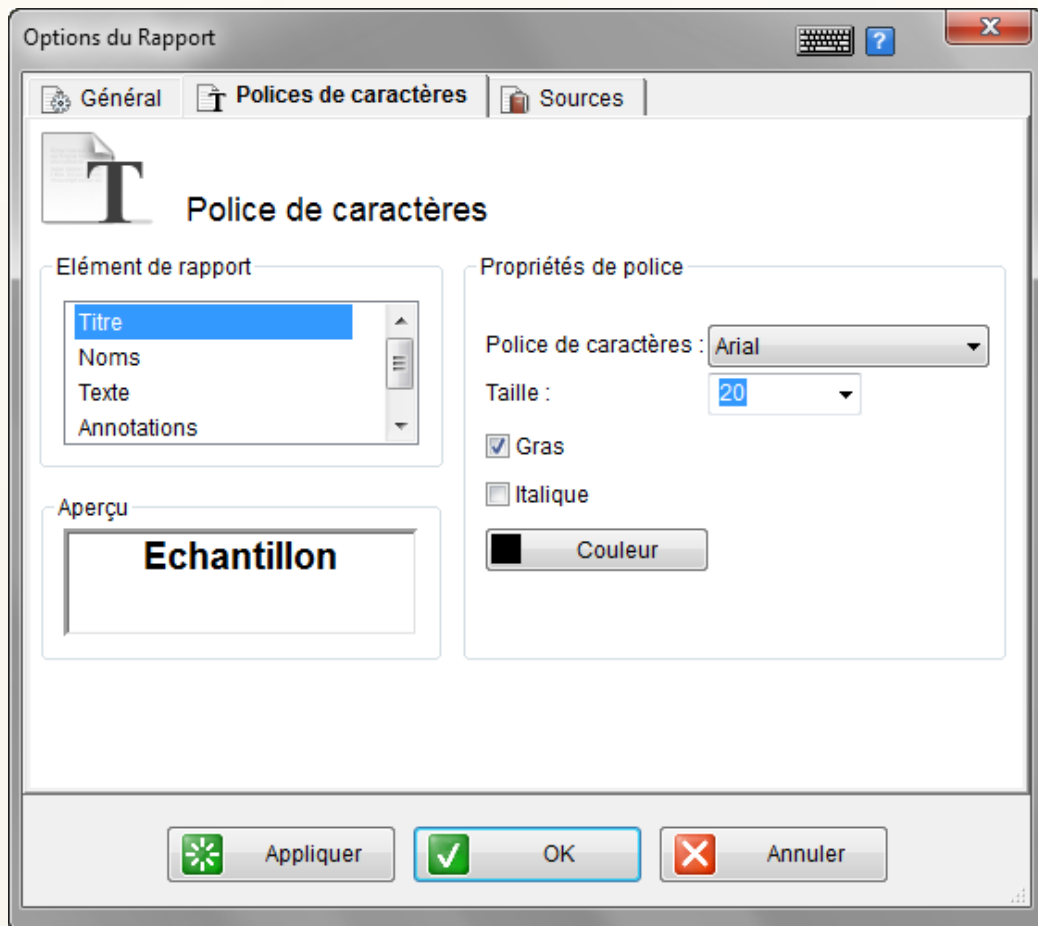 Options du Rapport
?
Général
Polices de caractères
Sources
T
Police de caractères
Elément de rapport
Titre
Noms
Texte
Annotations
Propriétés de police
Police de caractères : Arial
Taille : 20
Gras
Italique
Couleur
Aperçu
Echantillon
Appliquer
OK
Annuler